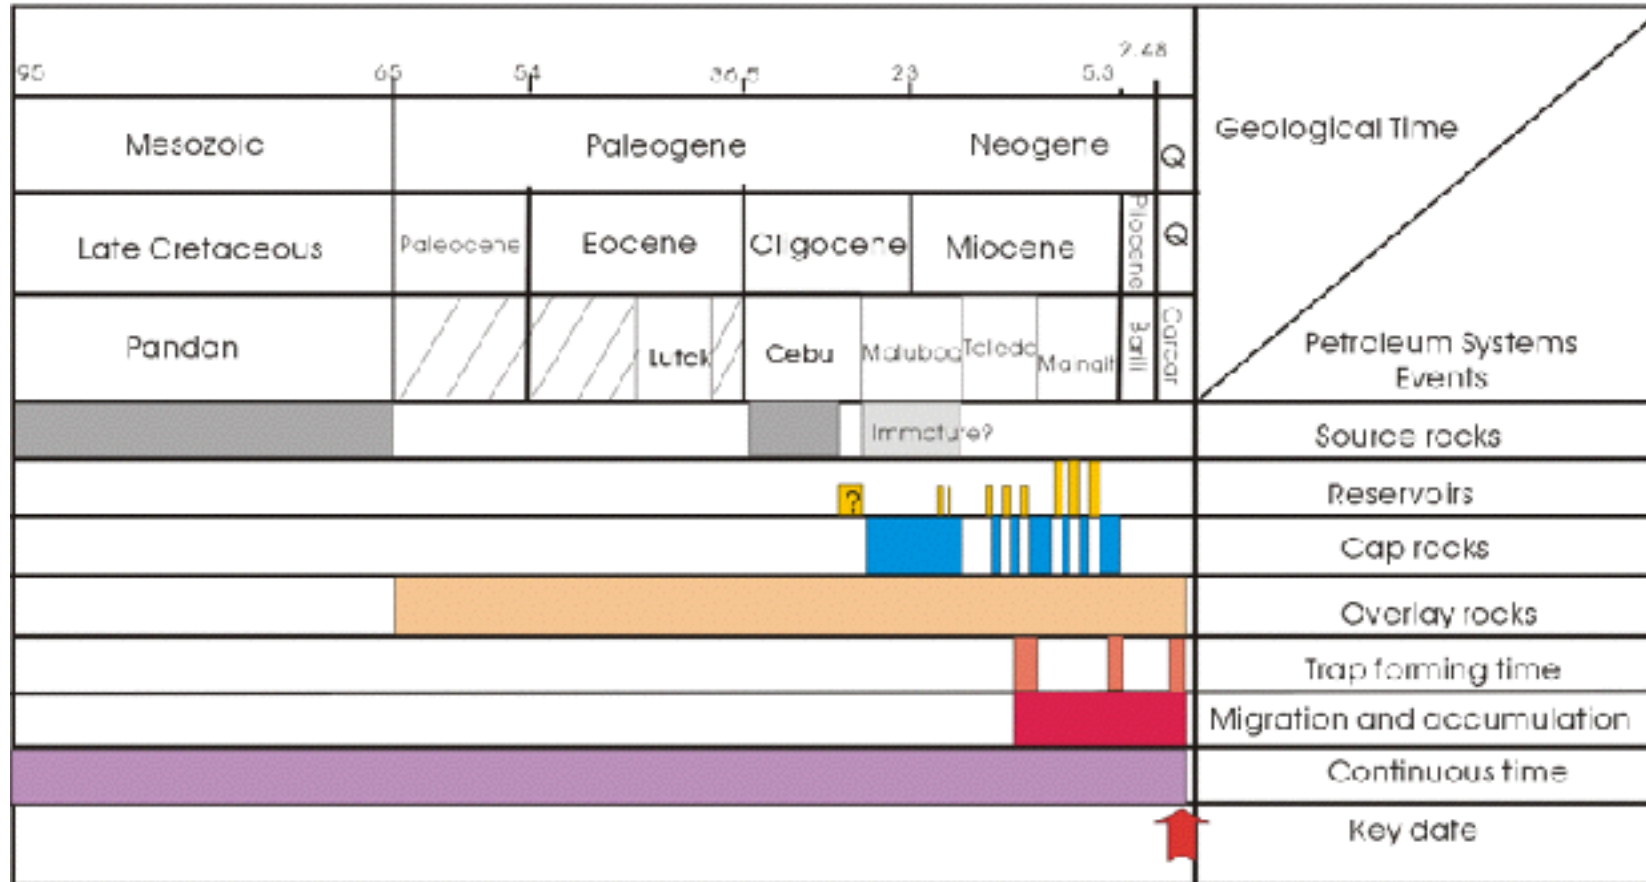 95 65 54 36.5 23 5.3 2.48
Mesozoic Paleogene Neogene Q
Geological Time
Late Cretaceous Paleocene Eocene Oligocene Miocene Pliocene Q
Pandan Lutak Cebu Malubog Toledo Maingit Barili Carcar
Petroleum Systems
Events
Immature? Source rocks
? Reservoirs
Cap rocks
Overlay rocks
Trap forming time
Migration and accumulation
Continuous time
Key date